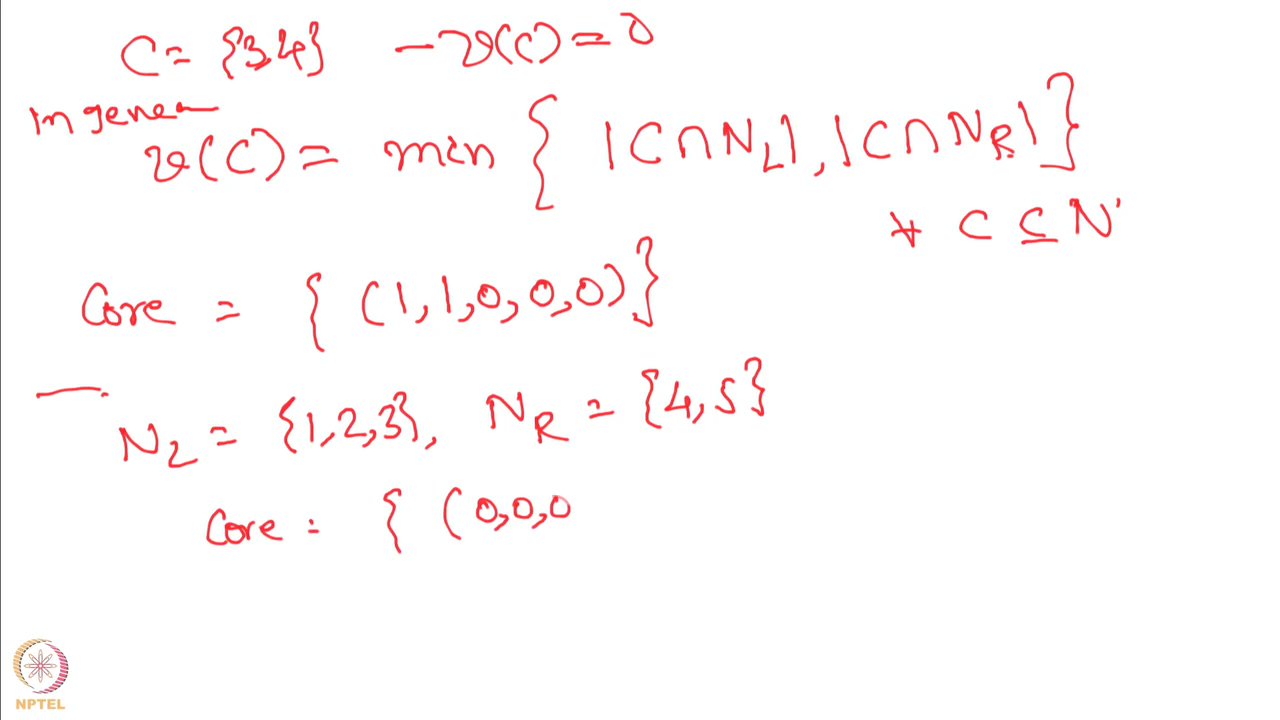 C = {3,4} - v(C) = 0
In gene
v(C) = min { |C ∩ N_L|, |C ∩ N_R| }
∀ C ⊆ N
Core = { (1,1,0,0,0) }
N_L = {1,2,3}, N_R = {4,5}
Core = { (0,0,0
NPTEL